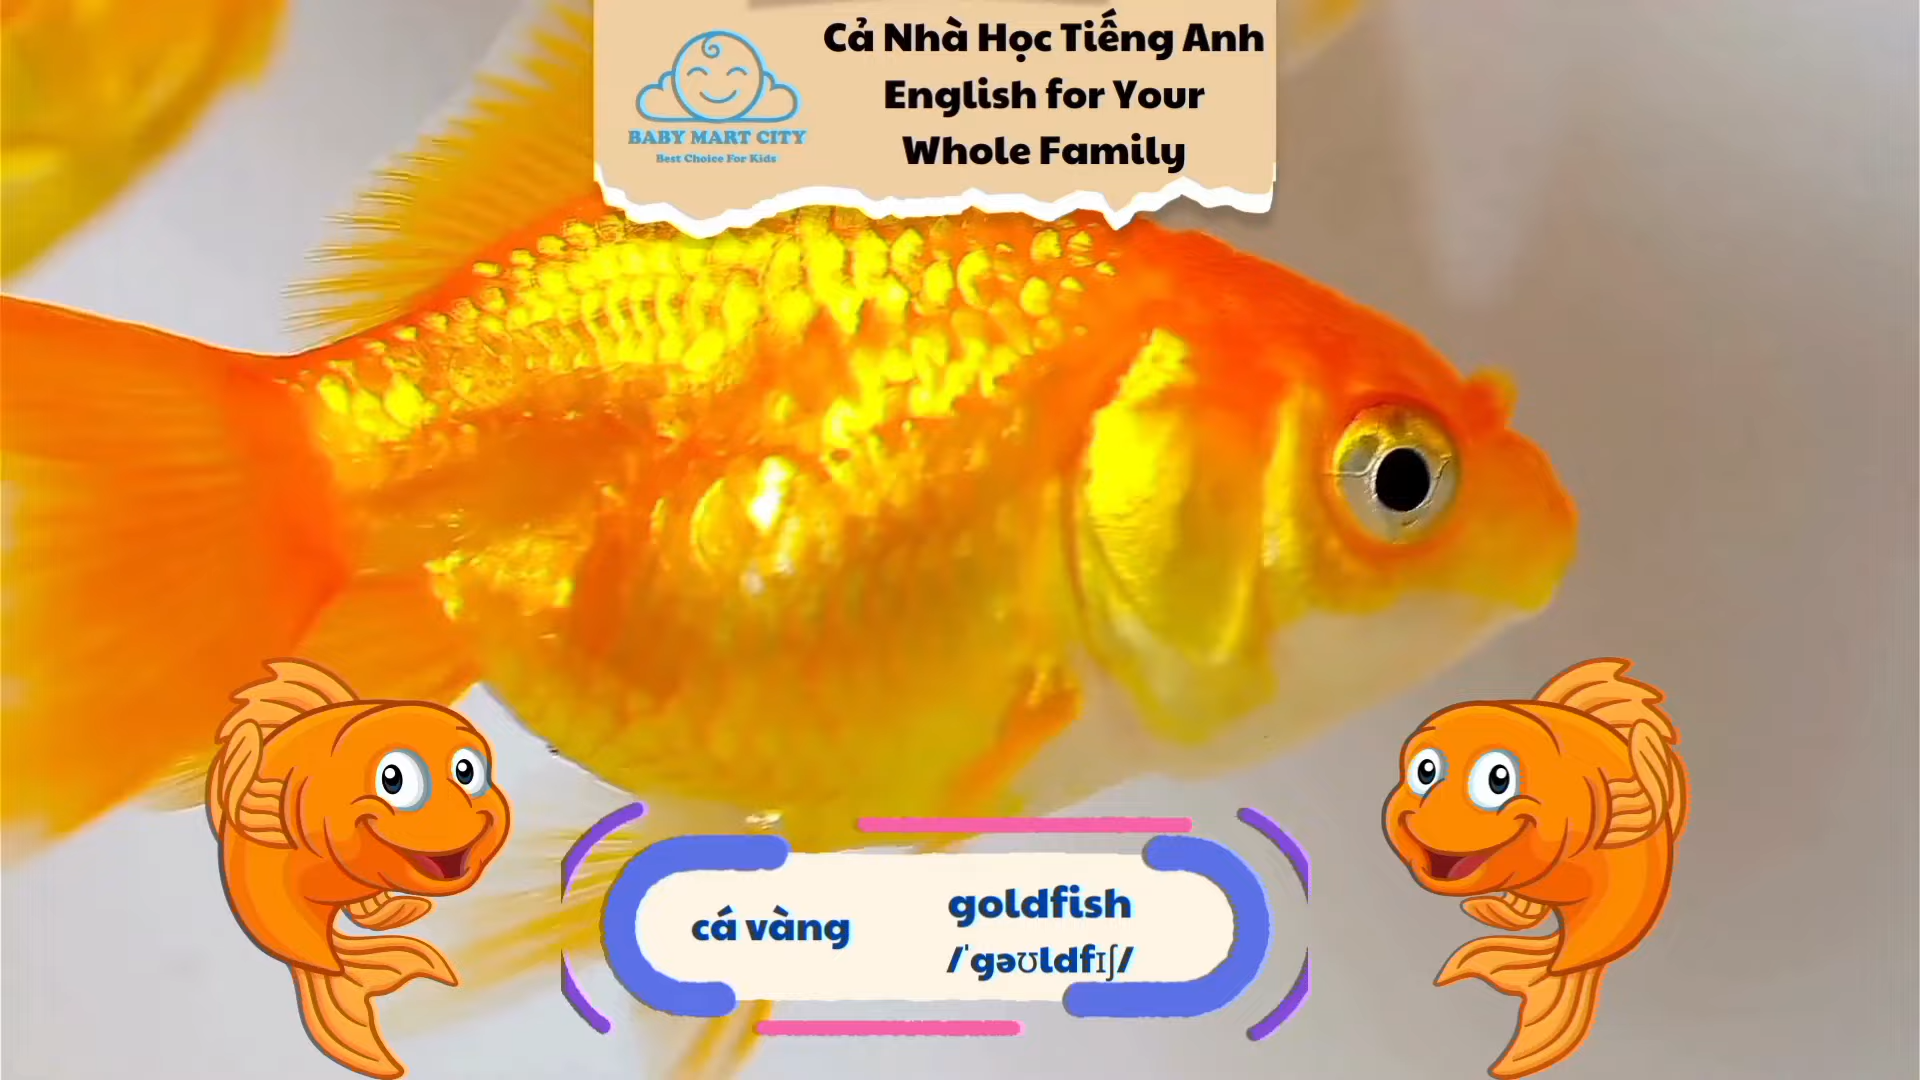 BABY MART CITY
Best Choice For Kids
Cả Nhà Học Tiếng Anh
English for Your
Whole Family
cá vàng
goldfish
/ˈɡəʊldfɪʃ/